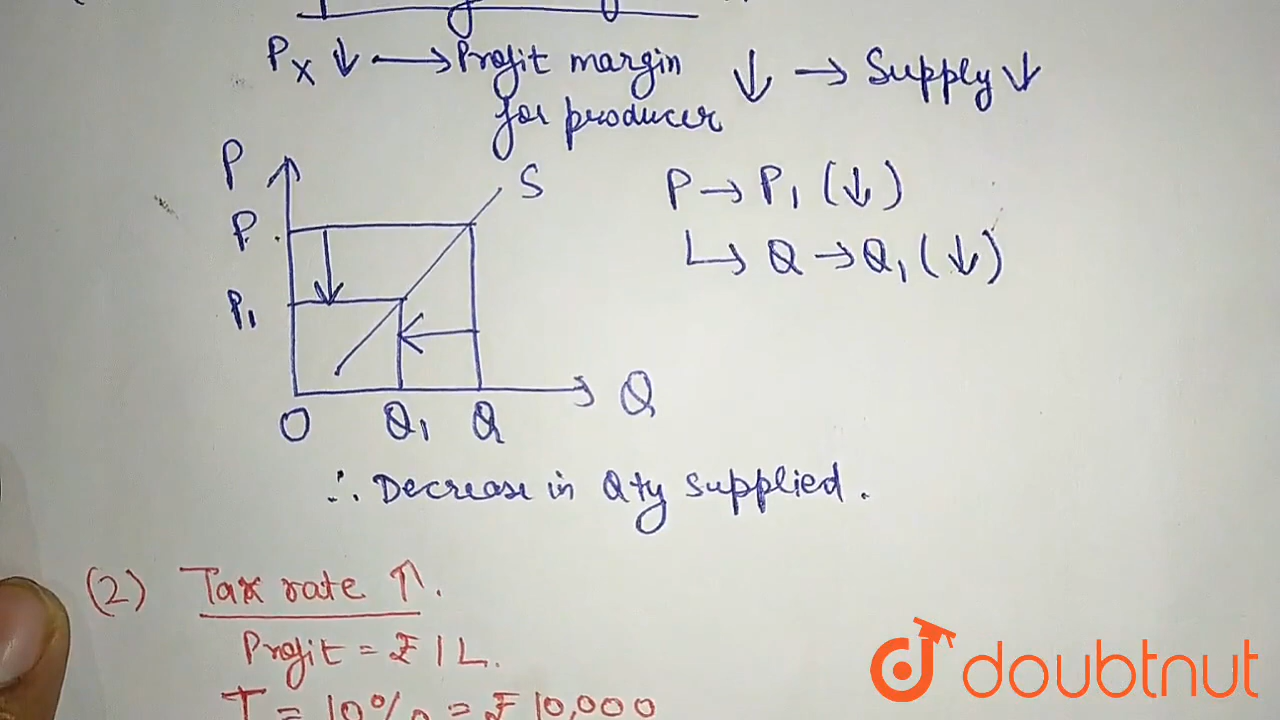 Px ↓ → Profit margin ↓ → Supply ↓
for producer
P
S
P → P1 (↓)
P
↳ Q → Q1 (↓)
P1
O Q1 Q Q
∴ Decrease in Qty supplied.
(2) Tax rate ↑.
Profit = ₹ 1 L.
T = 10% = ₹ 10,000
doubtnut